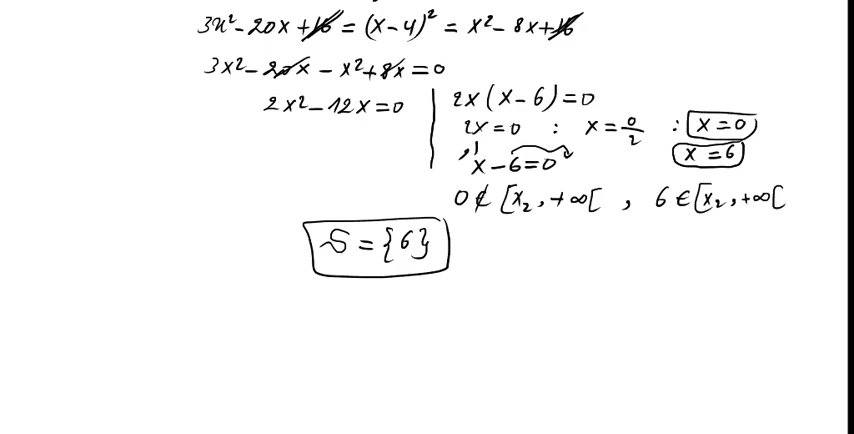 3x² - 20x + 16 = (x - 4)² = x² - 8x + 16
3x² - 20x - x² + 8x = 0
2x² - 12x = 0
2x(x - 6) = 0
2x = 0 : x = 0/2 : x = 0
x - 6 = 0 x = 6
0 ∉ [x₂, +∞[ , 6 ∈ [x₂, +∞[
S = {6}